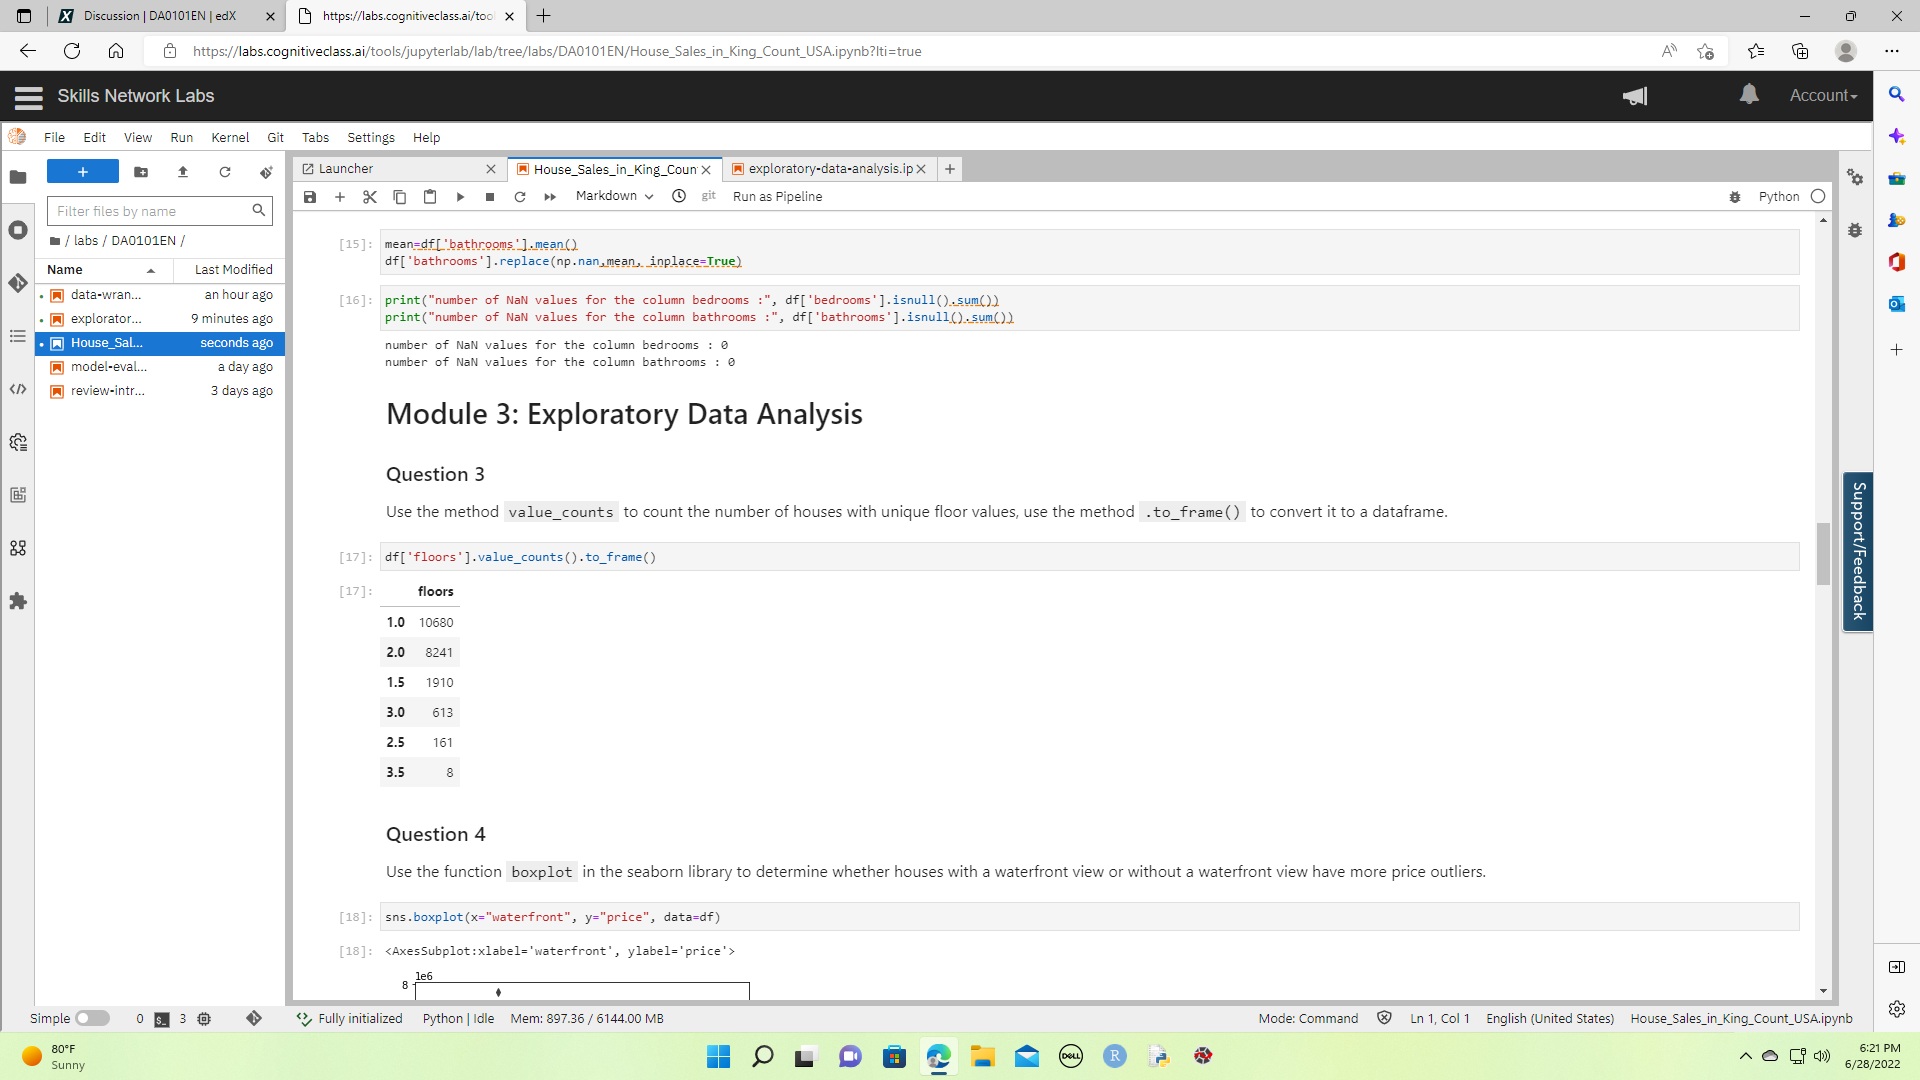 Discussion | DA0101EN | edX
https://labs.cognitiveclass.ai/too
https://labs.cognitiveclass.ai/tools/jupyterlab/lab/tree/labs/DA0101EN/House_Sales_in_King_Count_USA.ipynb?lti=true
Skills Network Labs
Account
File Edit View Run Kernel Git Tabs Settings Help
Launcher
House_Sales_in_King_Coun
exploratory-data-analysis.ip
Markdown
git
Run as Pipeline
Python
Filter files by name
/ labs / DA0101EN /
Name Last Modified
data-wran... an hour ago
explorator... 9 minutes ago
House_Sal... seconds ago
model-eval... a day ago
review-intr... 3 days ago
[15]: mean=df['bathrooms'].mean()
df['bathrooms'].replace(np.nan,mean, inplace=True)
[16]: print("number of NaN values for the column bedrooms :", df['bedrooms'].isnull().sum())
print("number of NaN values for the column bathrooms :", df['bathrooms'].isnull().sum())
number of NaN values for the column bedrooms : 0
number of NaN values for the column bathrooms : 0
Module 3: Exploratory Data Analysis
Question 3
Use the method value_counts to count the number of houses with unique floor values, use the method .to_frame() to convert it to a dataframe.
[17]: df['floors'].value_counts().to_frame()
[17]: floors
1.0 10680
2.0 8241
1.5 1910
3.0 613
2.5 161
3.5 8
Question 4
Use the function boxplot in the seaborn library to determine whether houses with a waterfront view or without a waterfront view have more price outliers.
[18]: sns.boxplot(x="waterfront", y="price", data=df)
[18]: <AxesSubplot:xlabel='waterfront', ylabel='price'>
1e6
8
Support/Feedback
Simple 0 3 Fully initialized Python | Idle Mem: 897.36 / 6144.00 MB Mode: Command Ln 1, Col 1 English (United States) House_Sales_in_King_Count_USA.ipynb
80°F
Sunny
DELL
R
6:21 PM
6/28/2022